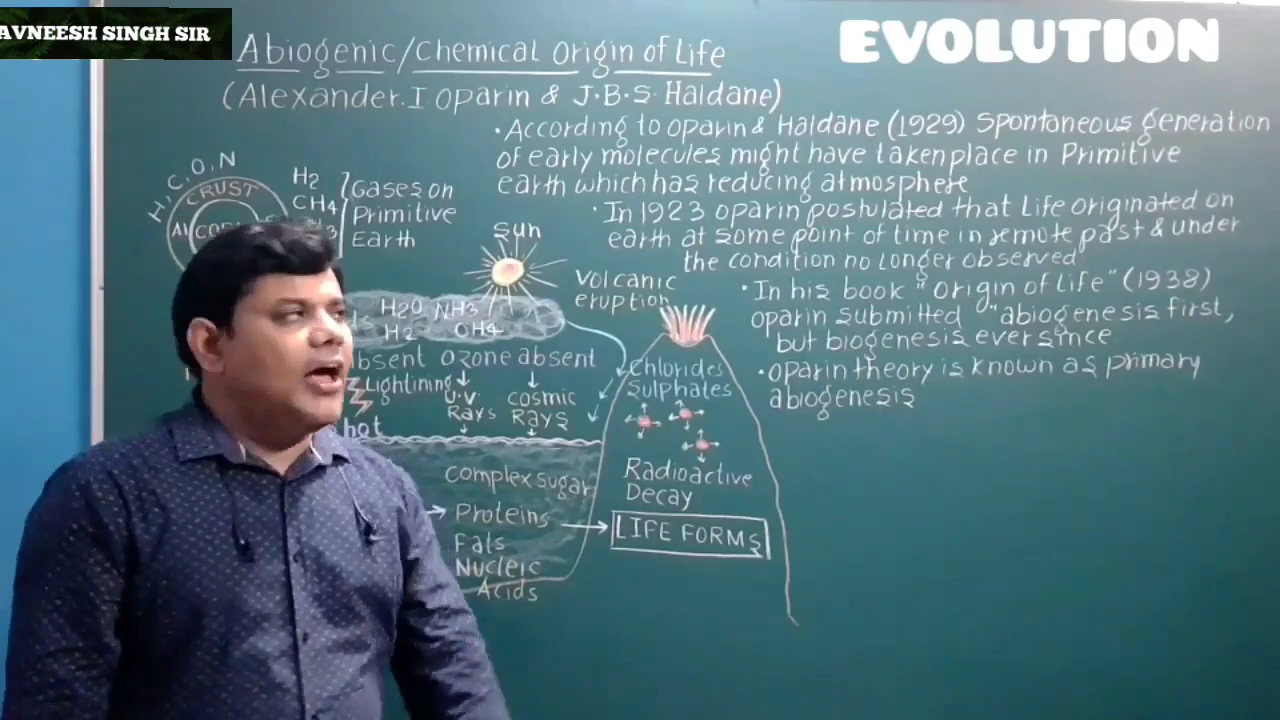 AVNEESH SINGH SIR
EVOLUTION
Abiogenic/Chemical Origin of Life
(Alexander.I.Oparin & J.B.S. Haldane)
• According to oparin & Haldane (1929) Spontaneous generation
of early molecules might have taken place in Primitive
earth which has reducing atmosphere
• In 1923 oparin postulated that Life originated on
earth at some point of time in remote past & under
the condition no longer observed
• In his book "origin of life" (1938)
oparin submitted "abiogenesis first,
but biogenesis ever since
• oparin theory is known as primary
abiogenesis
H, C, O, N
CRUST
H2
CH4
Gases on
Primitive
Earth
Sun
Volcanic
eruption
H2O NH3
H2 CH4
absent ozone absent
Lightining
U.V.
Rays
cosmic
Rays
hot
Chlorides
Sulphates
Radioactive
Decay
complex sugar
Proteins
Fats
Nucleic
Acids
LIFE FORMS